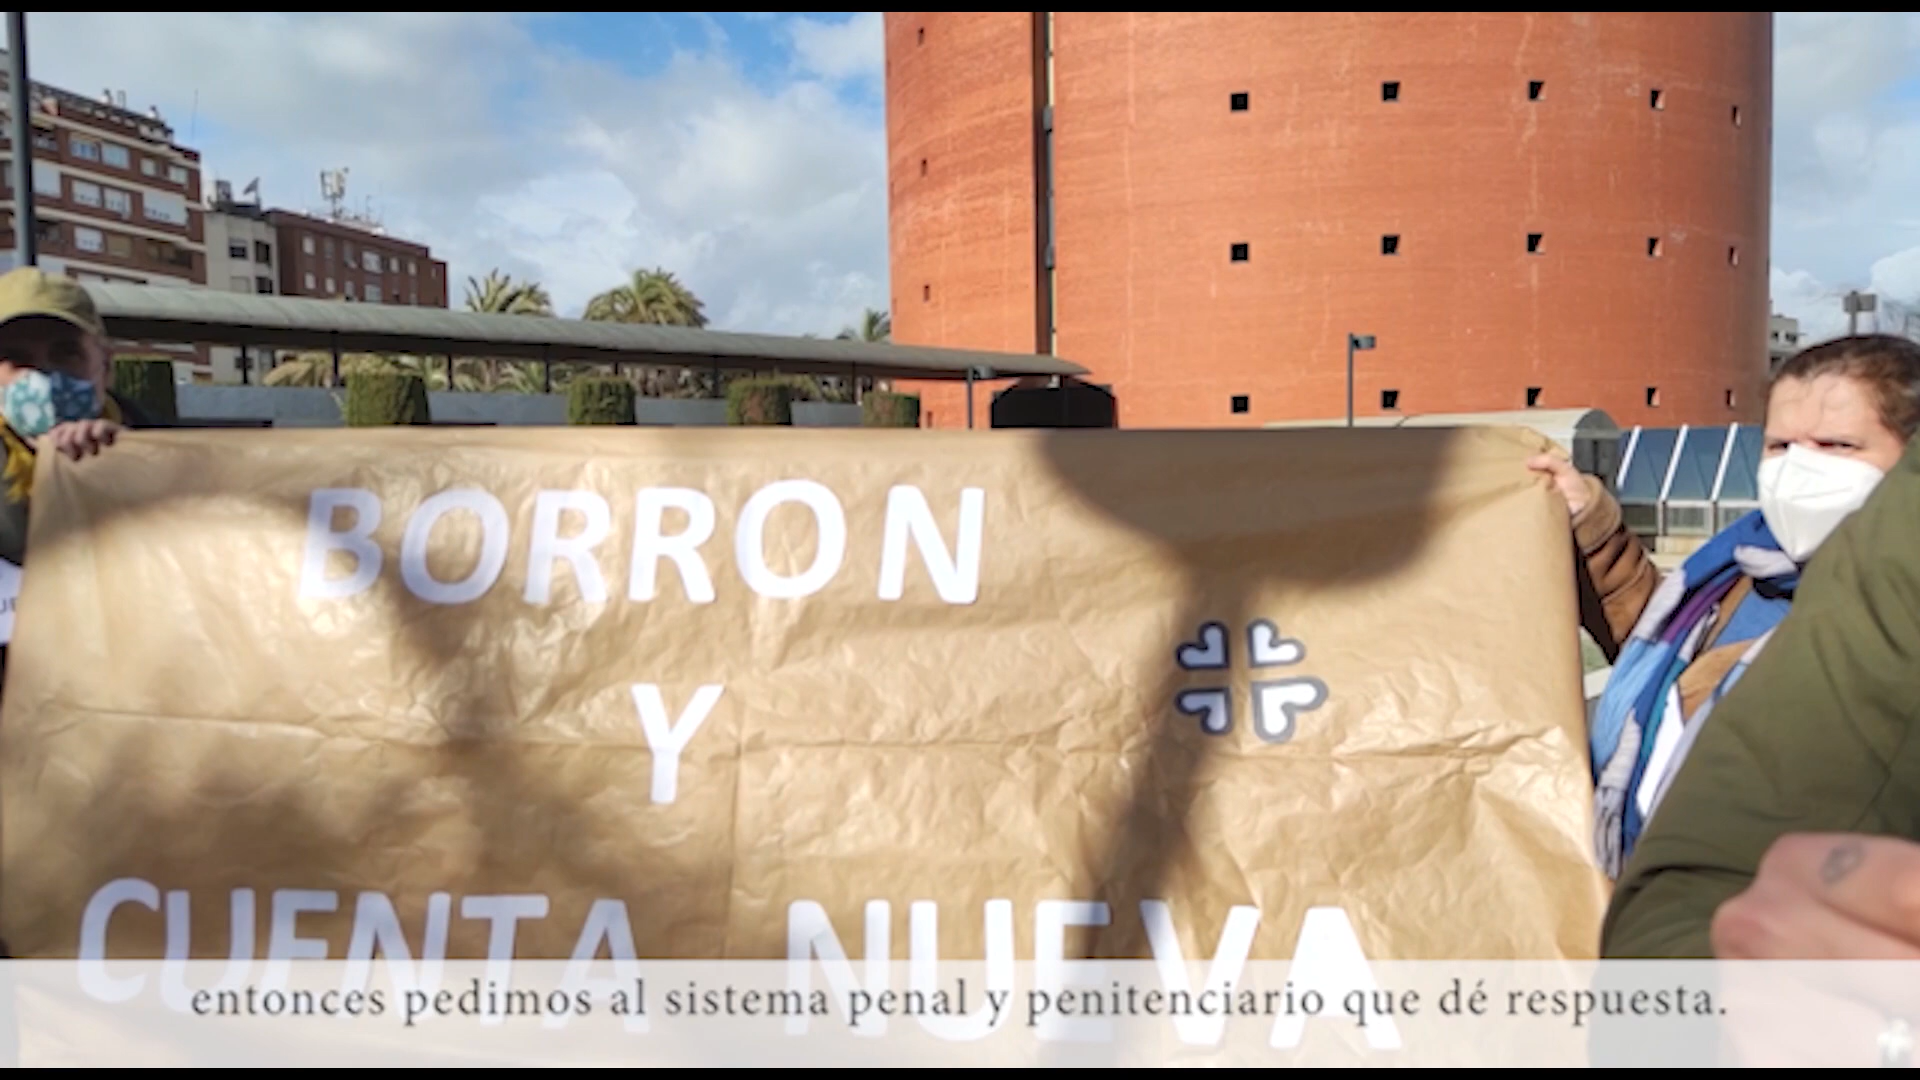 BORRON
Y
CUENTA NUEVA
entonces pedimos al sistema penal y penitenciario que dé respuesta.